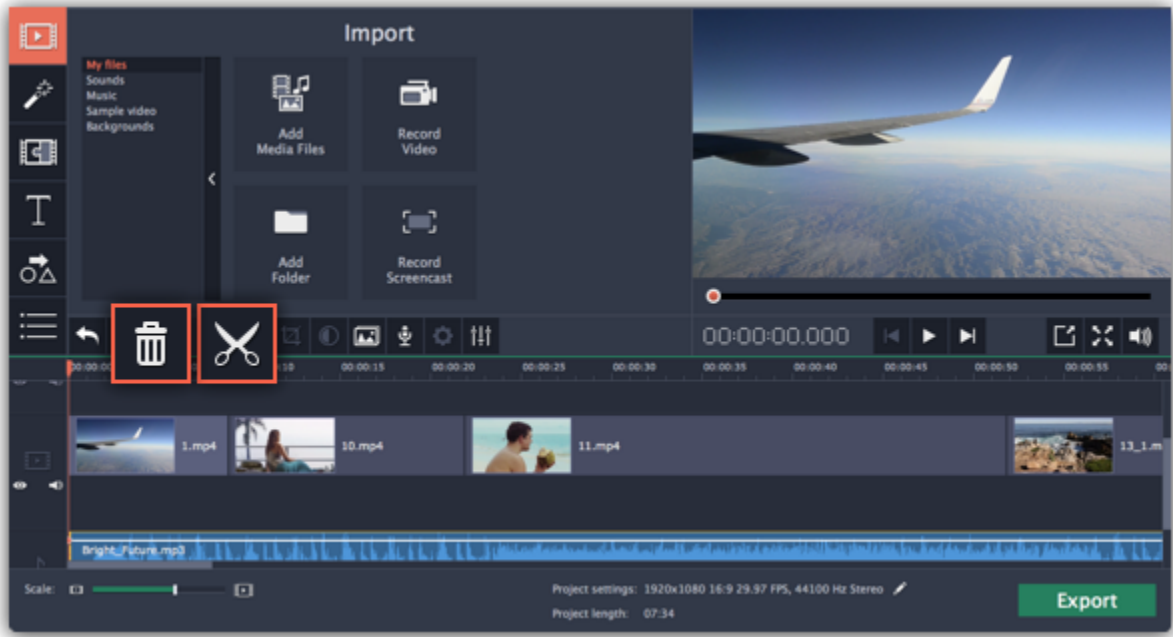 Import
My files
Sounds
Music
Sample video
Backgrounds
Add
Media Files
Record
Video
Add
Folder
Record
Screencast
00:00:00.000
00:00:15
00:00:20
00:00:25
00:00:30
00:00:35
00:00:40
00:00:45
00:00:50
00:00:55
1.mp4
10.mp4
11.mp4
13_1.m
Bright_Future.mp3
Scale:
Project settings: 1920x1080 16:9 29.97 FPS, 44100 Hz Stereo
Project length: 07:34
Export